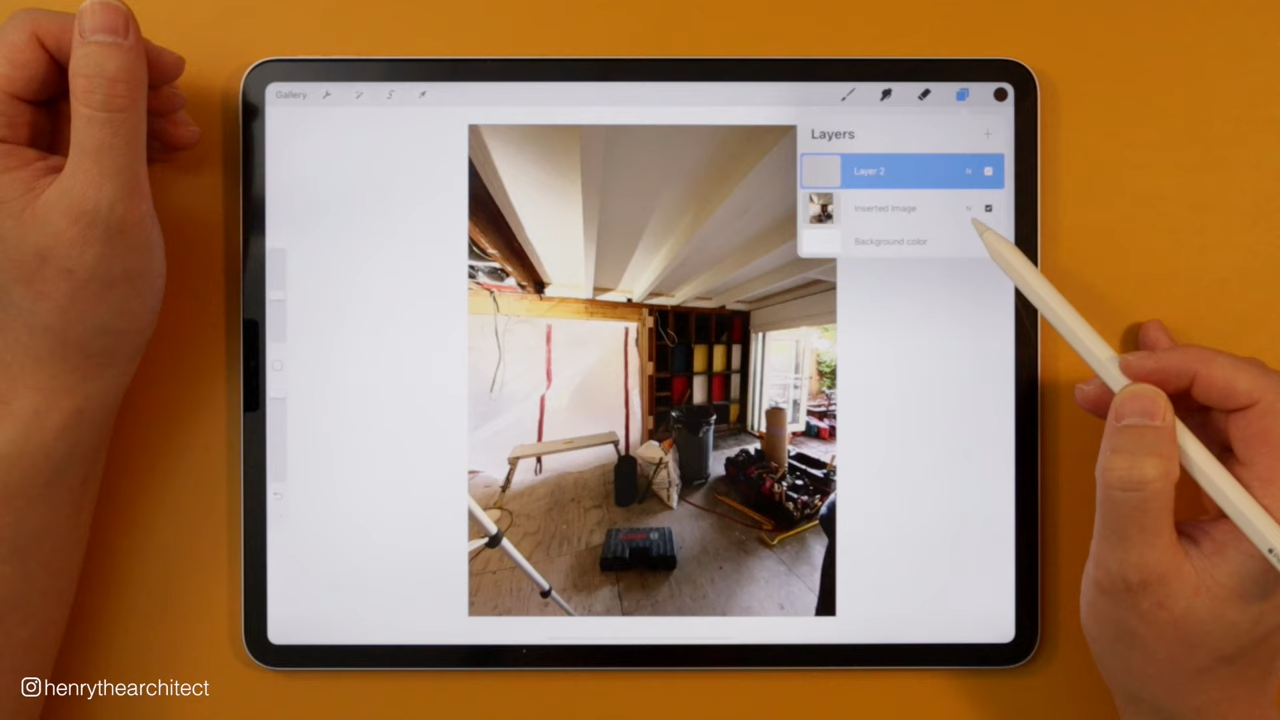 Gallery
Layers
Layer 2 N
Inserted Image N
Background color
henrythearchitect